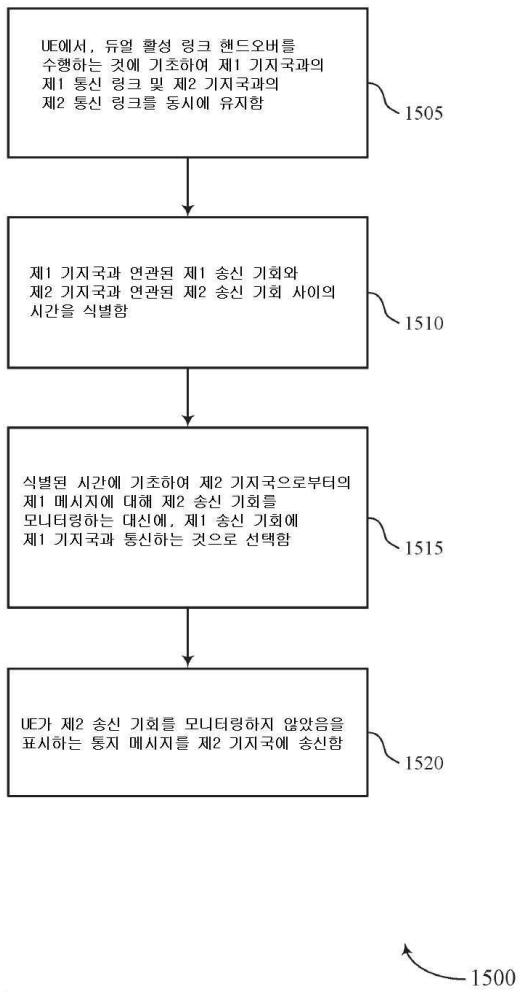 UE에서, 듀얼 활성 링크 핸드오버를
수행하는 것에 기초하여 제1 기지국과의
제1 통신 링크 및 제2 기지국과의
제2 통신 링크를 동시에 유지함
1505
제1 기지국과 연관된 제1 송신 기회와
제2 기지국과 연관된 제2 송신 기회 사이의
시간을 식별함
1510
식별된 시간에 기초하여 제2 기지국으로부터의
제1 메시지에 대해 제2 송신 기회를
모니터링하는 대신에, 제1 송신 기회에
제1 기지국과 통신하는 것으로 선택함
1515
UE가 제2 송신 기회를 모니터링하지 않았음을
표시하는 통지 메시지를 제2 기지국에 송신함
1520
1500